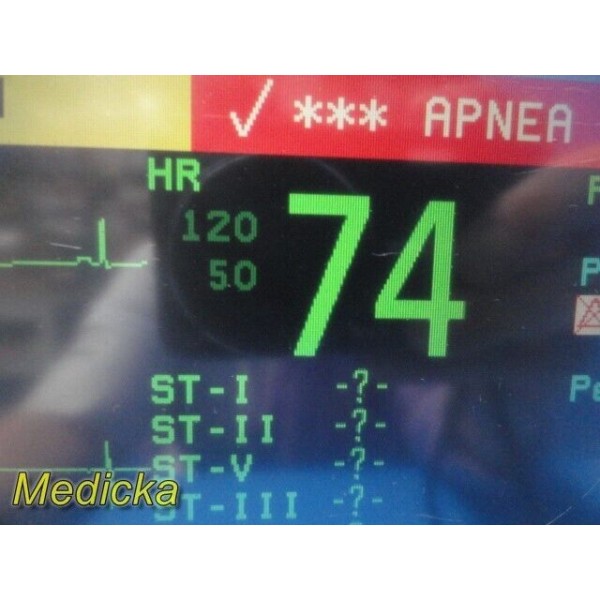 ✓ *** APNEA
HR
120
50
74
ST-I -?-
ST-II -?-
ST-V -?-
ST-III -?-
Medicka